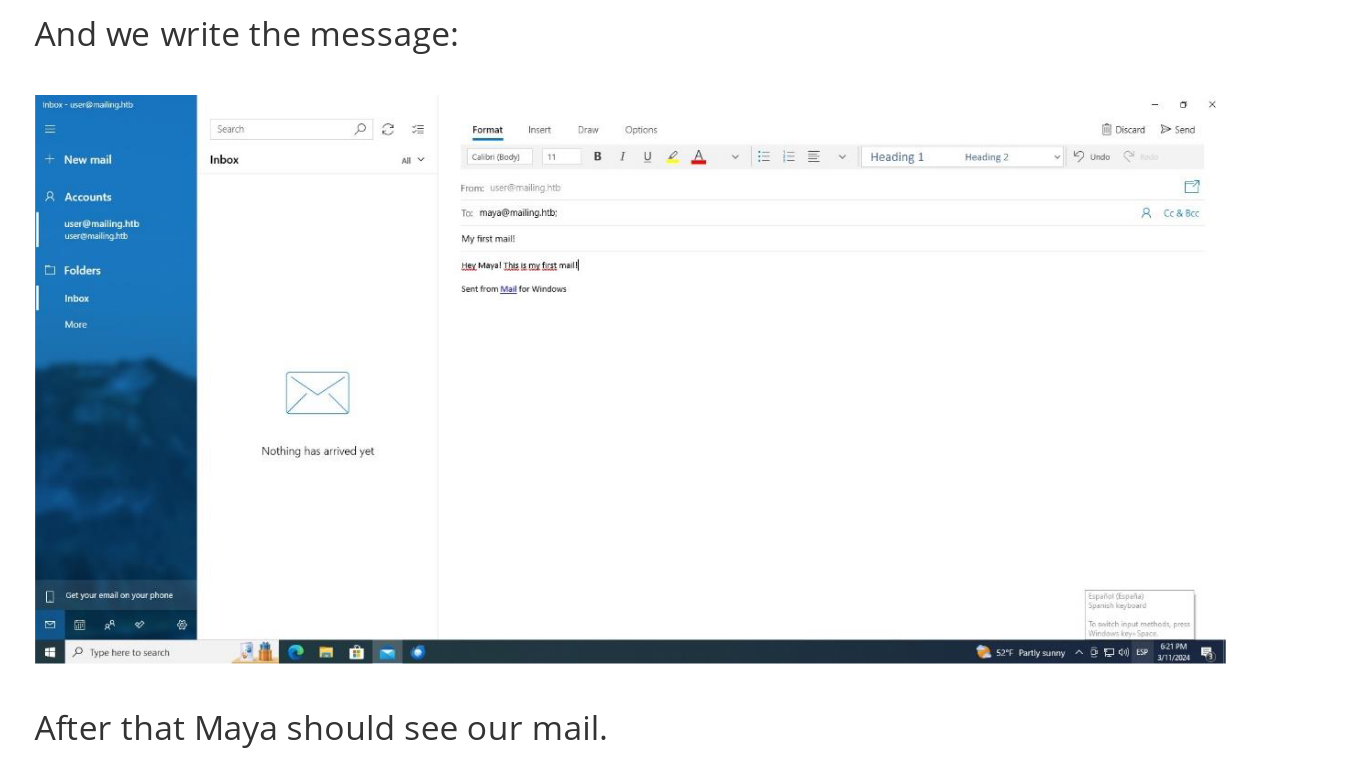 And we write the message:
Inbox - user@mailing.htb
Search
Format Insert Draw Options
Discard Send
New mail
Inbox
All
Calibri (Body) 11 B I U A Heading 1 Heading 2 Undo Redo
Accounts
From: user@mailing.htb
user@mailing.htb
user@mailing.htb
To: maya@mailing.htb;
Cc & Bcc
My first mail!
Folders
Hey Maya! This is my first mail!
Inbox
Sent from Mail for Windows
More
Nothing has arrived yet
Get your email on your phone
Español (España)
Spanish keyboard
To switch input methods, press
Windows key+Space.
Type here to search
52°F Partly sunny
ESP
6:21 PM
3/11/2024
3
After that Maya should see our mail.